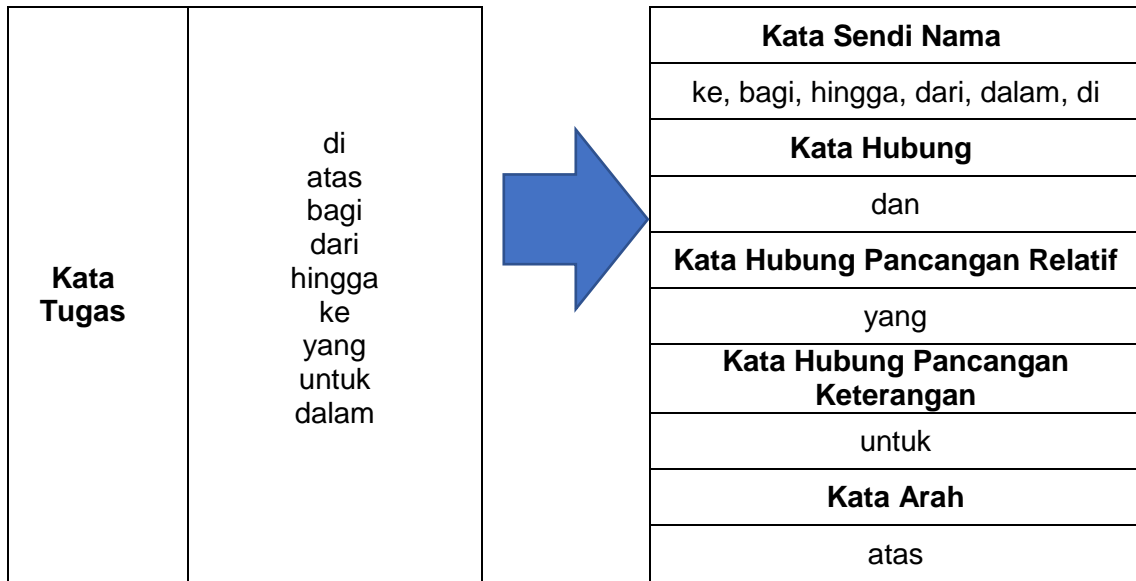 Kata
Tugas
di
atas
bagi
dari
hingga
ke
yang
untuk
dalam
Kata Sendi Nama
ke, bagi, hingga, dari, dalam, di
Kata Hubung
dan
Kata Hubung Pancangan Relatif
yang
Kata Hubung Pancangan
Keterangan
untuk
Kata Arah
atas